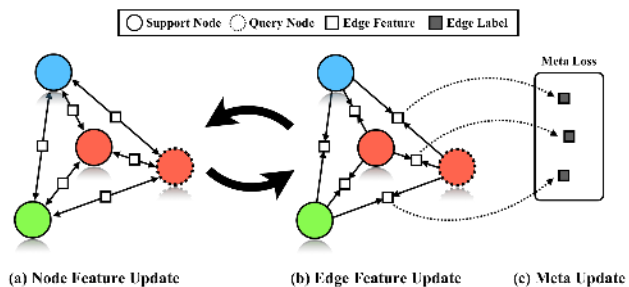 Support Node Query Node Edge Feature Edge Label
Meta Loss
(a) Node Feature Update (b) Edge Feature Update (c) Meta Update